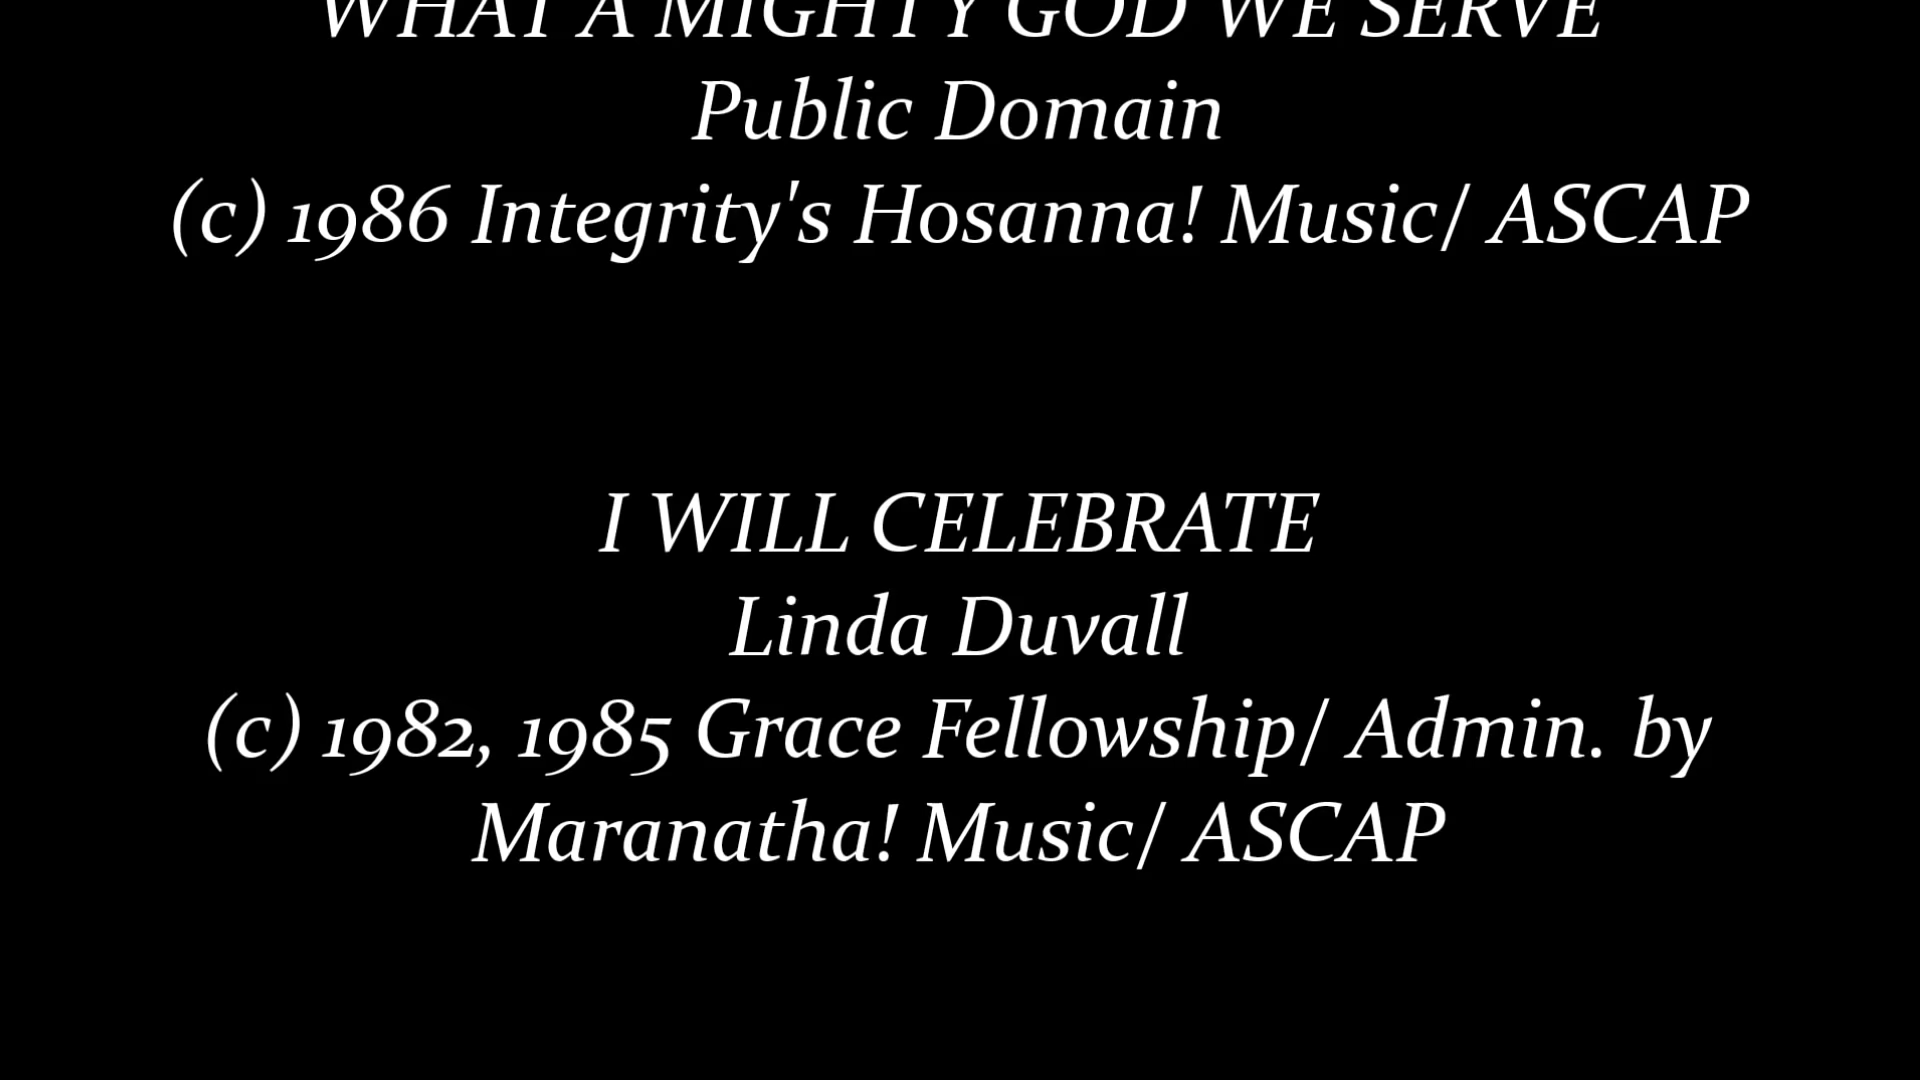 WHAT A MIGHTY GOD WE SERVE
Public Domain
(c) 1986 Integrity's Hosanna! Music/ ASCAP
I WILL CELEBRATE
Linda Duvall
(c) 1982, 1985 Grace Fellowship/ Admin. by
Maranatha! Music/ ASCAP